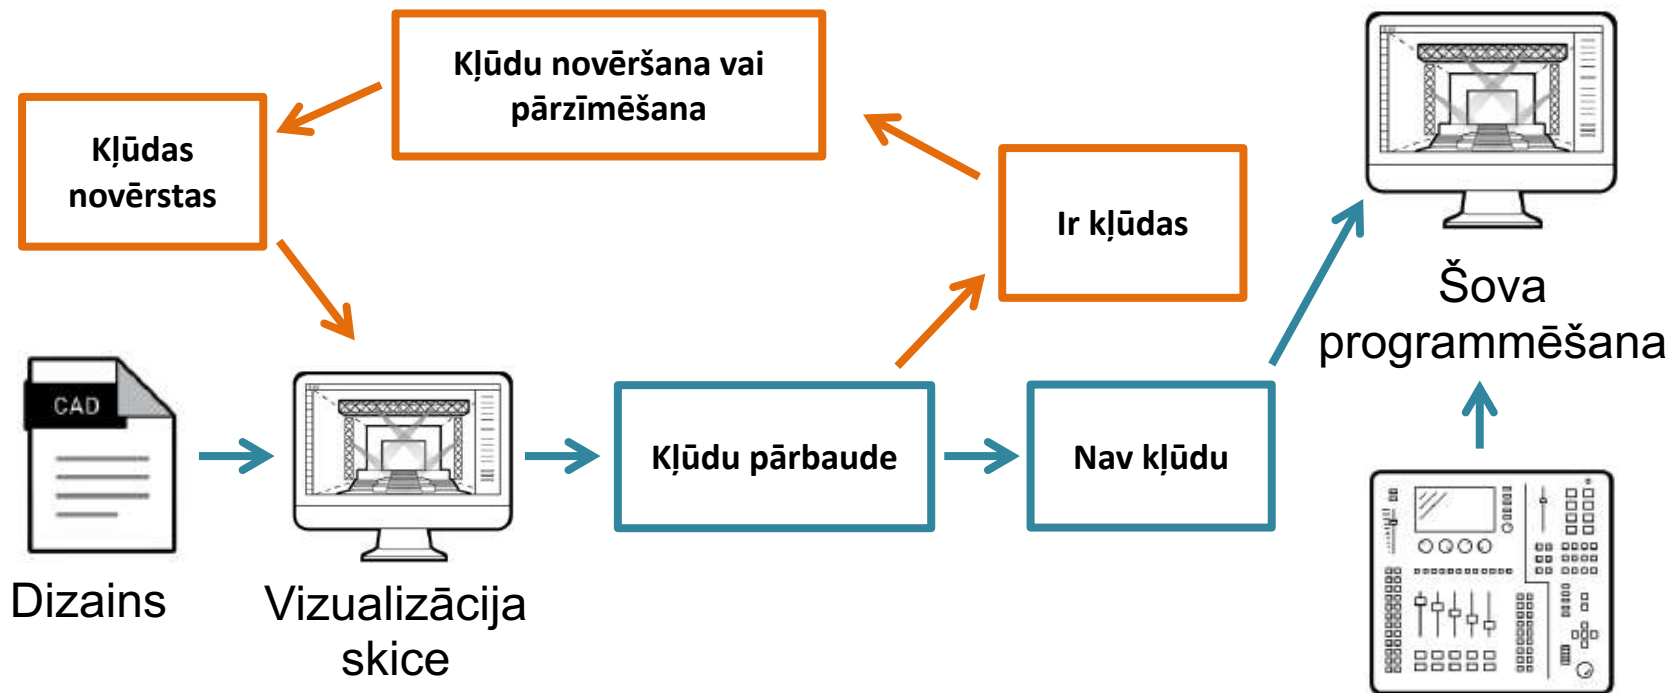 Kļūdu novēršana vai
pārzīmēšana
Kļūdas
novērstas
Ir kļūdas
Šova
programmēšana
CAD
Kļūdu pārbaude
Nav kļūdu
Dizains
Vizualizācija
skice